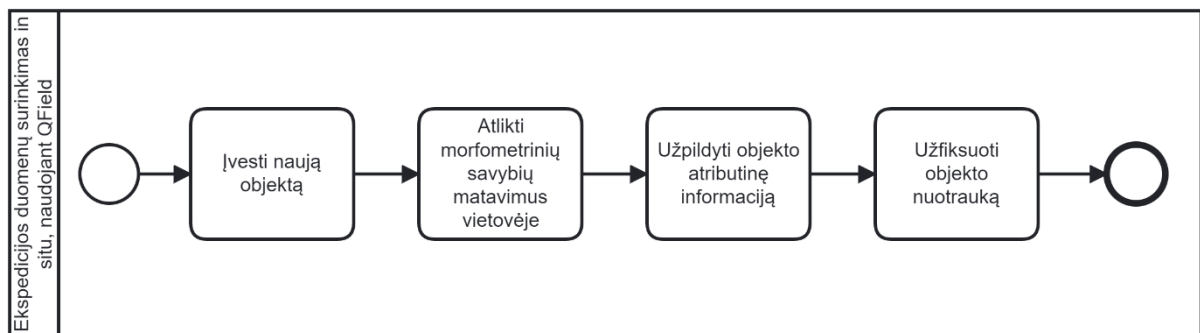 Ekspedicijos duomenų surinkimas in
situ, naudojant QField
Įvesti naują
objektą
Atlikti
morfometrinių
savybių
matavimus
vietovėje
Užpildyti objekto
atributinę
informaciją
Užfiksuoti
objekto
nuotrauką